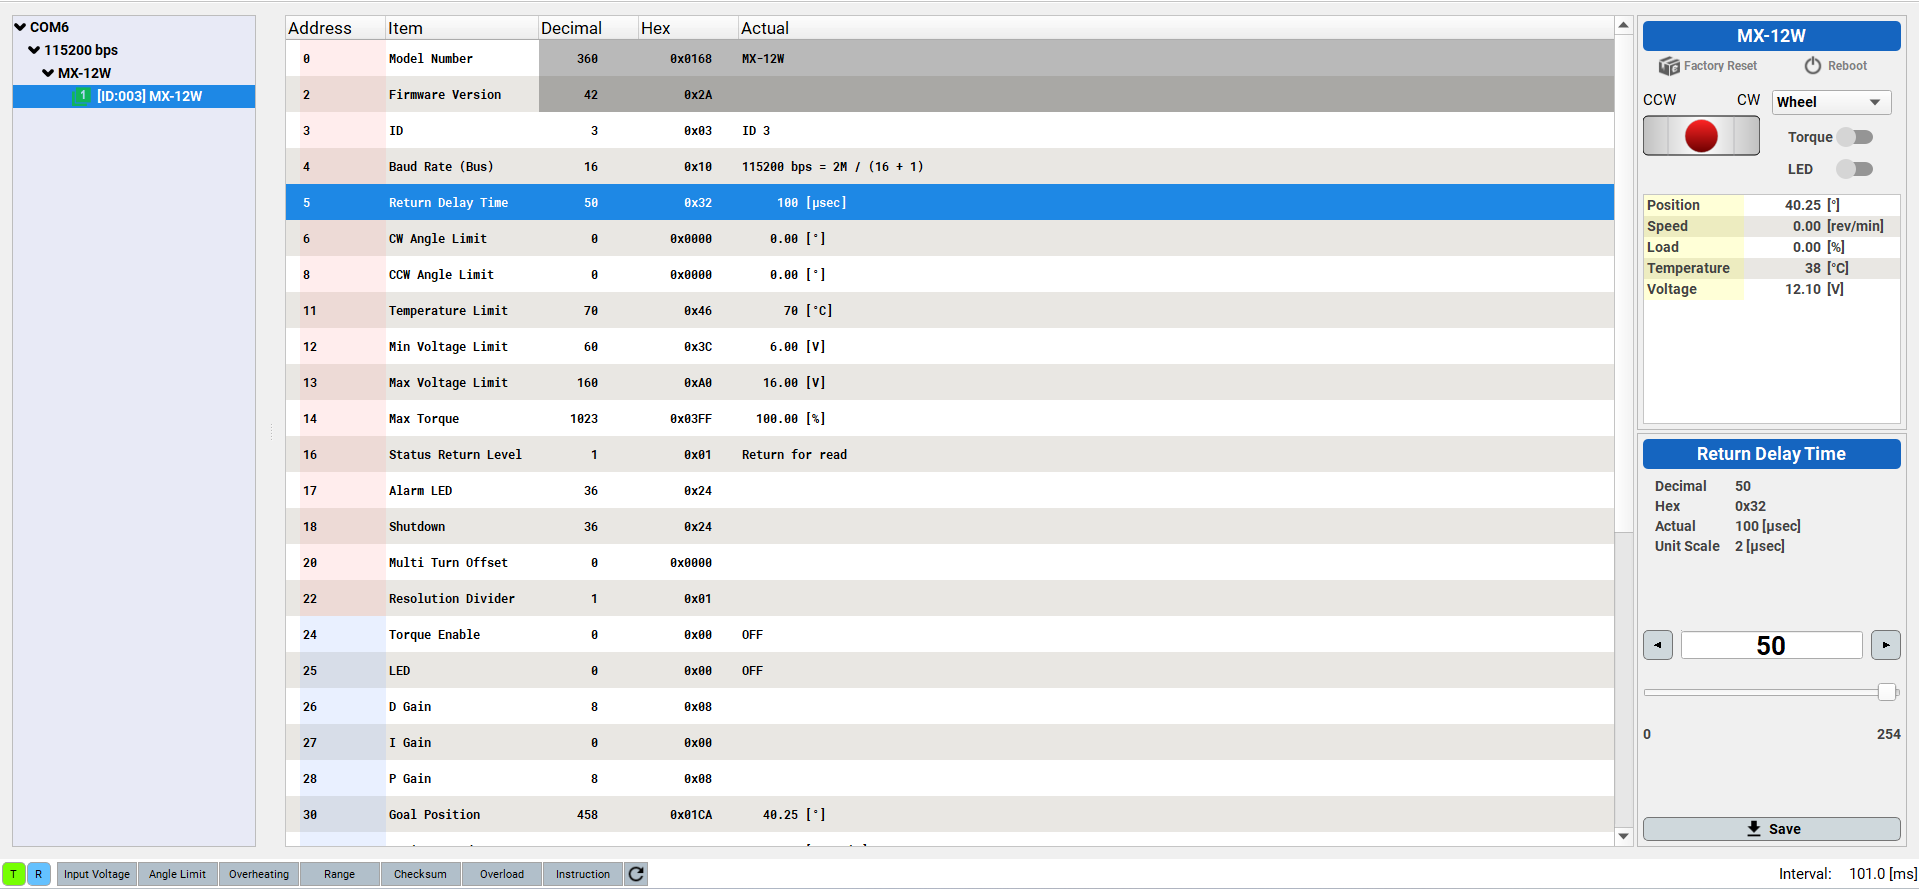 COM6
115200 bps
MX-12W
1 [ID:003] MX-12W
Address Item Decimal Hex Actual
0 Model Number 360 0x0168 MX-12W
2 Firmware Version 42 0x2A
3 ID 3 0x03 ID 3
4 Baud Rate (Bus) 16 0x10 115200 bps = 2M / (16 + 1)
5 Return Delay Time 50 0x32 100 [µsec]
6 CW Angle Limit 0 0x0000 0.00 [°]
8 CCW Angle Limit 0 0x0000 0.00 [°]
11 Temperature Limit 70 0x46 70 [°C]
12 Min Voltage Limit 60 0x3C 6.00 [V]
13 Max Voltage Limit 160 0xA0 16.00 [V]
14 Max Torque 1023 0x03FF 100.00 [%]
16 Status Return Level 1 0x01 Return for read
17 Alarm LED 36 0x24
18 Shutdown 36 0x24
20 Multi Turn Offset 0 0x0000
22 Resolution Divider 1 0x01
24 Torque Enable 0 0x00 OFF
25 LED 0 0x00 OFF
26 D Gain 8 0x08
27 I Gain 0 0x00
28 P Gain 8 0x08
30 Goal Position 458 0x01CA 40.25 [°]
MX-12W
Factory Reset Reboot
CCW CW Wheel
Torque
LED
Position 40.25 [°]
Speed 0.00 [rev/min]
Load 0.00 [%]
Temperature 38 [°C]
Voltage 12.10 [V]
Return Delay Time
Decimal 50
Hex 0x32
Actual 100 [µsec]
Unit Scale 2 [µsec]
50
0 254
Save
T R Input Voltage Angle Limit Overheating Range Checksum Overload Instruction Interval: 101.0 [ms]